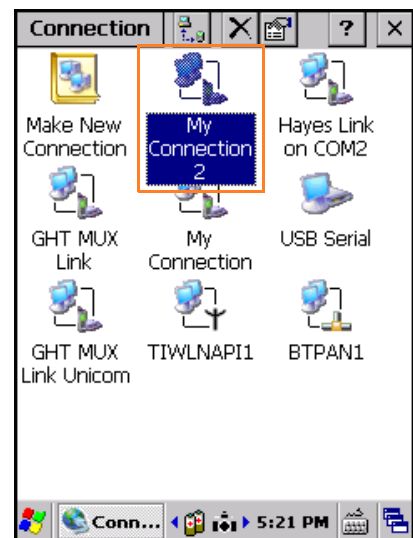 Connection ? ×
Make New
Connection
My
Connection
2
Hayes Link
on COM2
GHT MUX
Link
My
Connection
USB Serial
GHT MUX
Link Unicom
TIWLNAPI1
BTPAN1
Conn... 5:21 PM